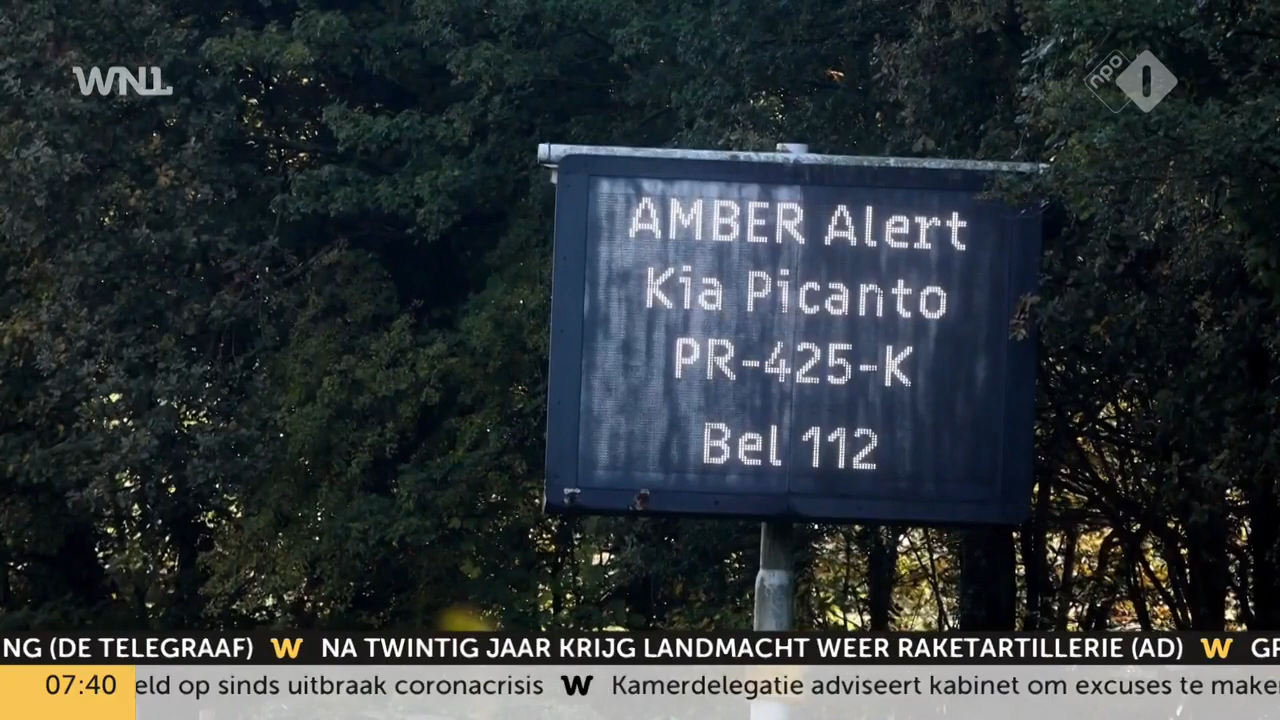 WNL
npo
1
AMBER Alert
Kia Picanto
PR-425-K
Bel 112
NG (DE TELEGRAAF) W NA TWINTIG JAAR KRIJG LANDMACHT WEER RAKETARTILLERIE (AD) W GR
07:40 eld op sinds uitbraak coronacrisis W Kamerdelegatie adviseert kabinet om excuses te make